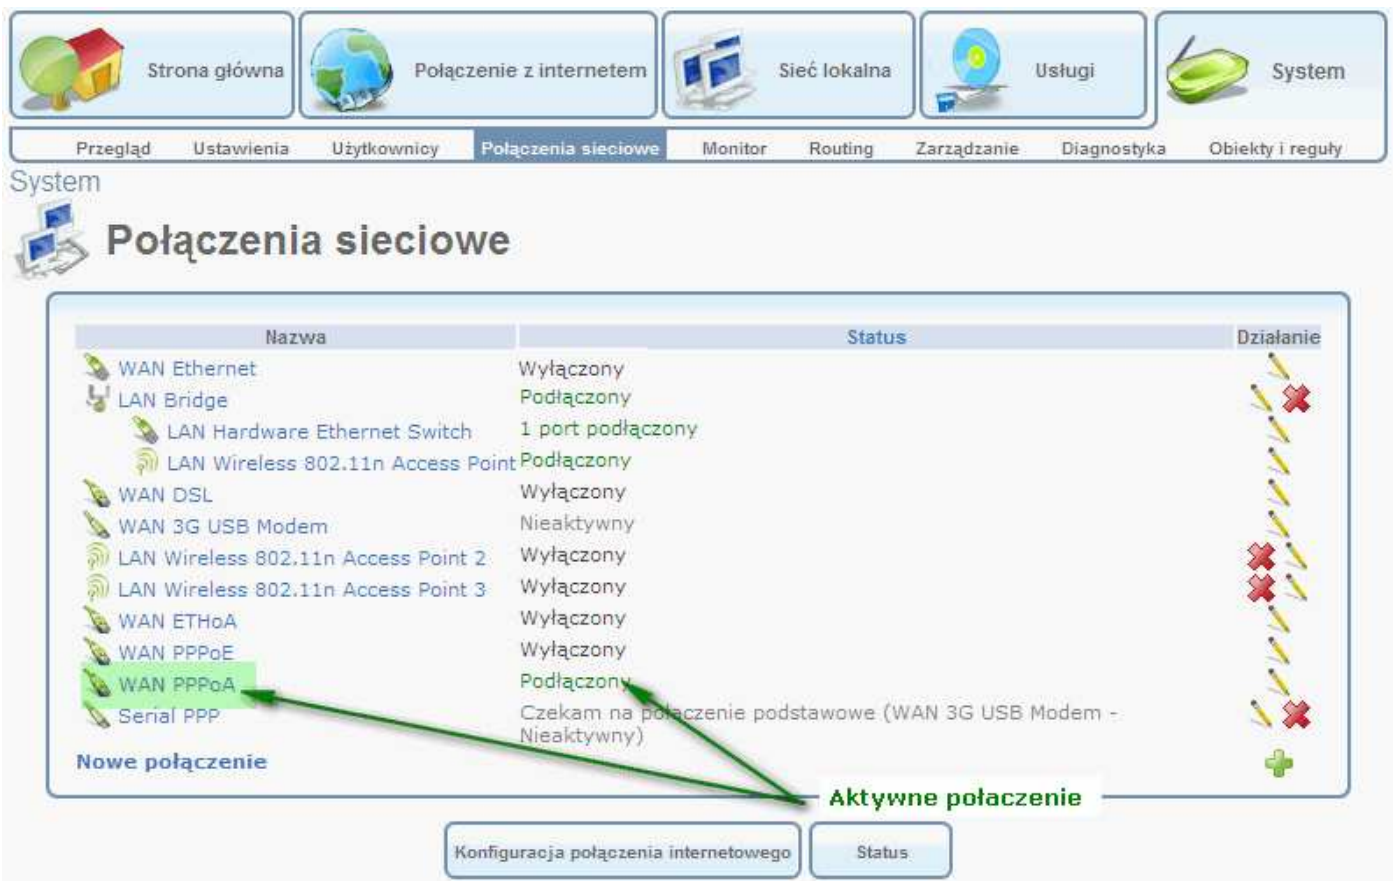 Strona główna
Połączenie z internetem
Sieć lokalna
Usługi
System
Przegląd Ustawienia Użytkownicy Połączenia sieciowe Monitor Routing Zarządzanie Diagnostyka Obiekty i reguły
System
Połączenia sieciowe
Nazwa Status Działanie
WAN Ethernet Wyłączony
LAN Bridge Podłączony
LAN Hardware Ethernet Switch 1 port podłączony
LAN Wireless 802.11n Access Point Podłączony
WAN DSL Wyłączony
WAN 3G USB Modem Nieaktywny
LAN Wireless 802.11n Access Point 2 Wyłączony
LAN Wireless 802.11n Access Point 3 Wyłączony
WAN ETHoA Wyłączony
WAN PPPoE Wyłączony
WAN PPPoA Podłączony
Serial PPP Czekam na połączenie podstawowe (WAN 3G USB Modem -
Nieaktywny)
Nowe połączenie
Aktywne połaczenie
Konfiguracja połączenia internetowego
Status